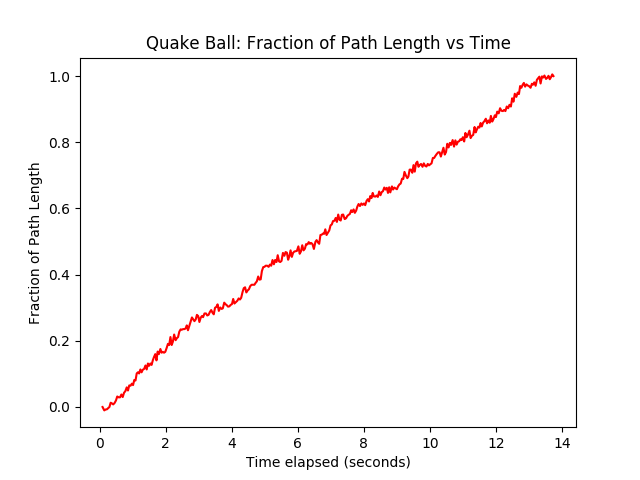 Quake Ball: Fraction of Path Length vs Time
Fraction of Path Length
1.0
0.8
0.6
0.4
0.2
0.0
0 2 4 6 8 10 12 14
Time elapsed (seconds)